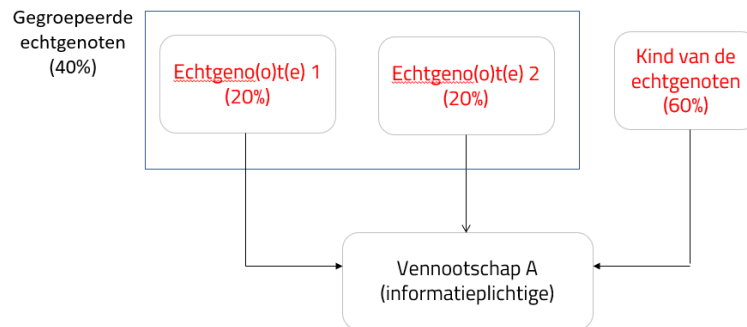 Gegroepeerde
echtgenoten
(40%)
Echtgeno(o)t(e) 1
(20%)
Echtgeno(o)t(e) 2
(20%)
Kind van de
echtgenoten
(60%)
Vennootschap A
(informatieplichtige)